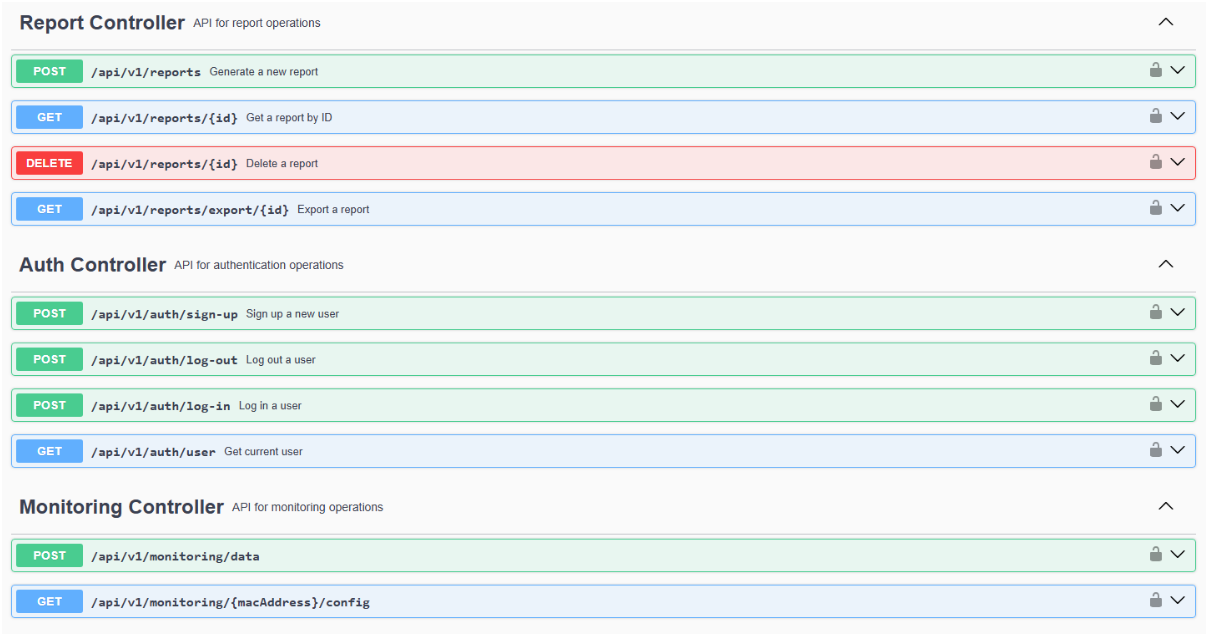 Report Controller API for report operations
POST /api/v1/reports Generate a new report
GET /api/v1/reports/{id} Get a report by ID
DELETE /api/v1/reports/{id} Delete a report
GET /api/v1/reports/export/{id} Export a report
Auth Controller API for authentication operations
POST /api/v1/auth/sign-up Sign up a new user
POST /api/v1/auth/log-out Log out a user
POST /api/v1/auth/log-in Log in a user
GET /api/v1/auth/user Get current user
Monitoring Controller API for monitoring operations
POST /api/v1/monitoring/data
GET /api/v1/monitoring/{macAddress}/config